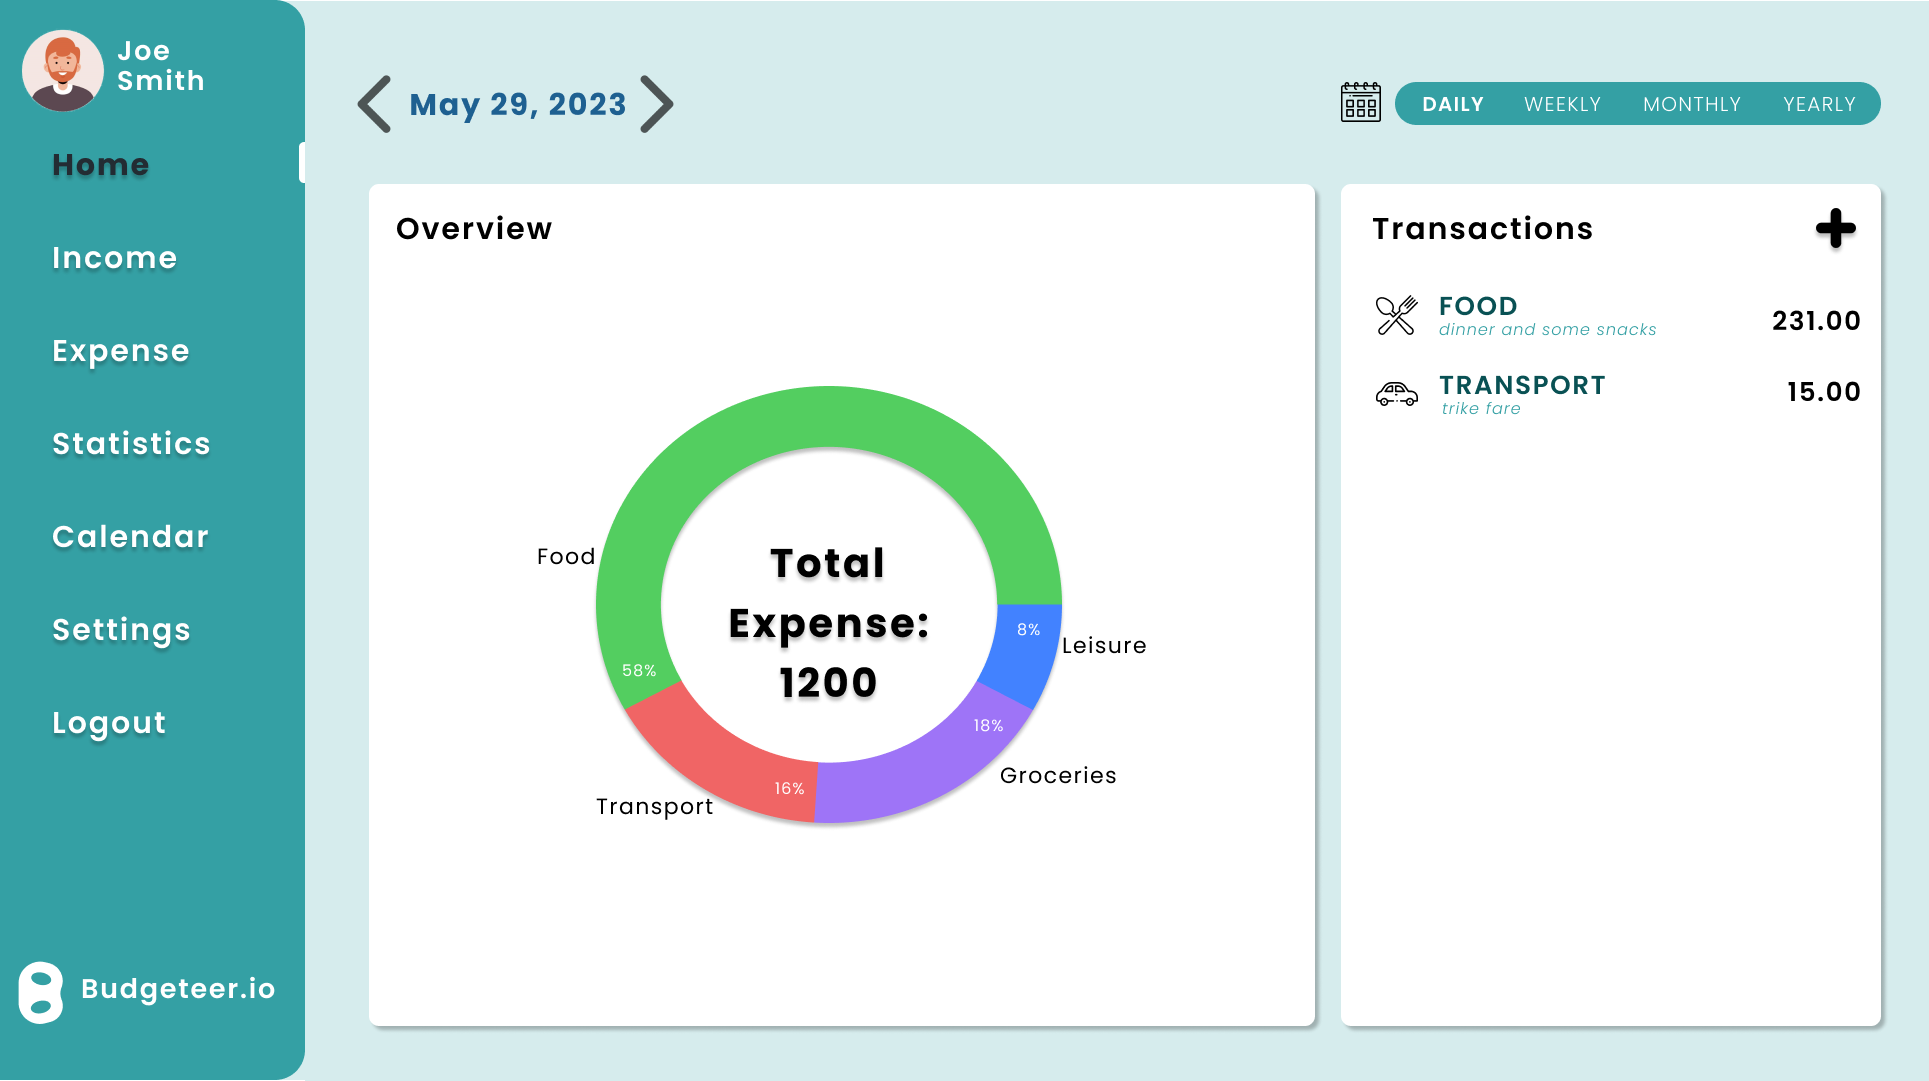 Joe
Smith
Home
Income
Expense
Statistics
Calendar
Settings
Logout
Budgeteer.io
May 29, 2023
DAILY WEEKLY MONTHLY YEARLY
Overview
Food
58%
Total
Expense:
1200
8%
Leisure
18%
Groceries
16%
Transport
Transactions
FOOD
dinner and some snacks
231.00
TRANSPORT
trike fare
15.00